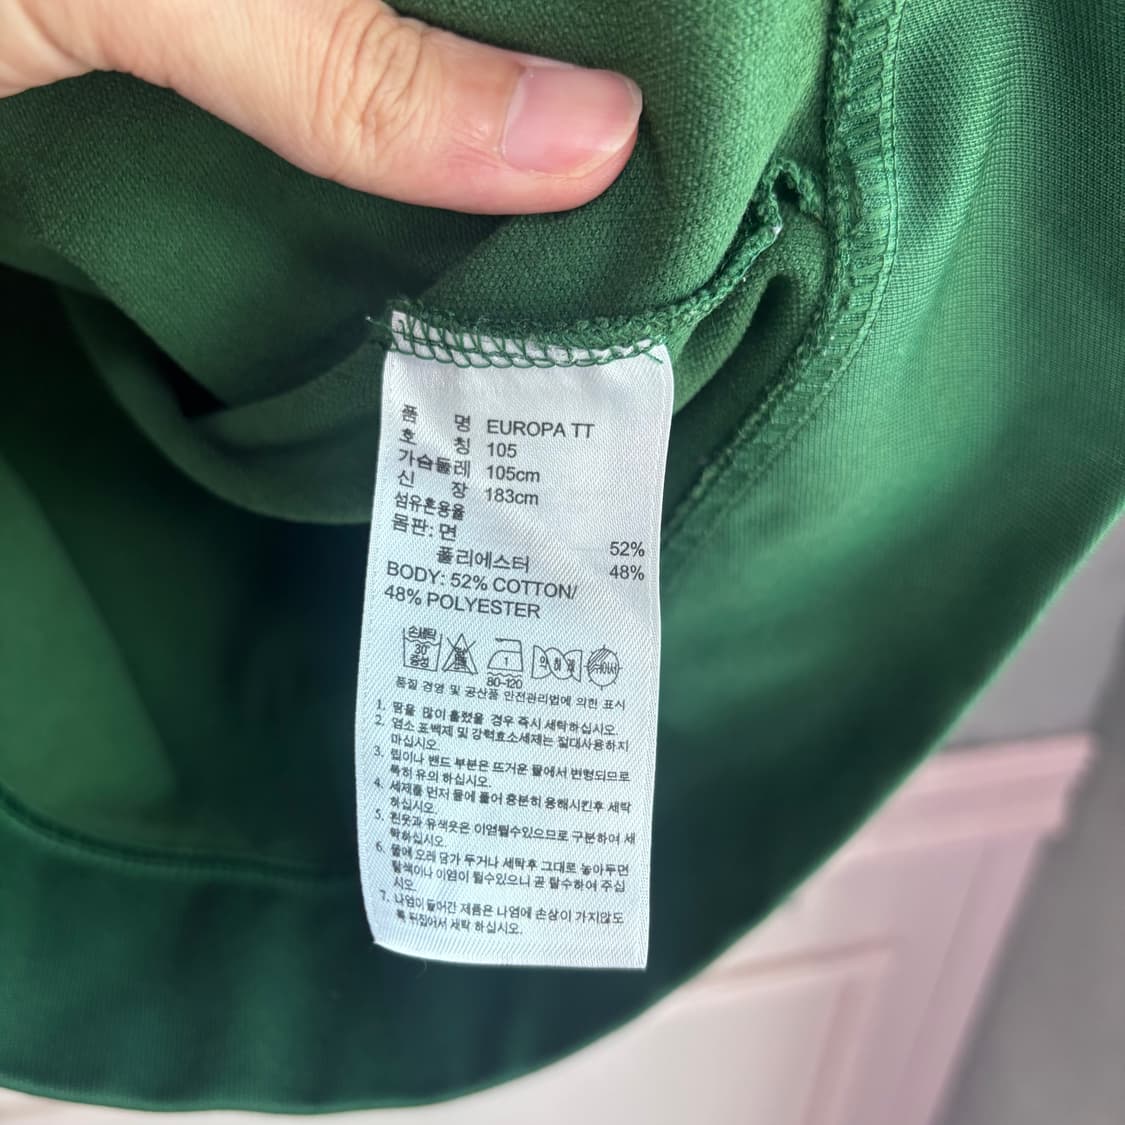 품 명 EUROPA TT
호 칭 105
가슴둘레 105cm
신 장 183cm
섬유혼용율
몸판: 면 52%
폴리에스터 48%
BODY: 52% COTTON/
48% POLYESTER
손세탁
30
중성
1
80~120
드라이
품질 경영 및 공산품 안전관리법에 의한 표시
1. 땀을 많이 흘렸을 경우 즉시 세탁하십시오.
2. 염소 표백제 및 강력효소세제는 절대사용하지
마십시오.
3. 립이나 밴드 부분은 뜨거운 물에서 변형되므로
특히 유의 하십시오.
4. 세제를 먼저 물에 풀어 충분히 용해시킨후 세탁
하십시오.
5. 흰옷과 유색옷은 이염될수있으므로 구분하여 세
탁하십시오.
6. 물에 오래 담가 두거나 세탁후 그대로 놓아두면
탈색이나 이염이 될수있으니 곧 탈수하여 주십
시오.
7. 나염이 들어간 제품은 나염에 손상이 가지않도
록 뒤집어서 세탁 하십시오.